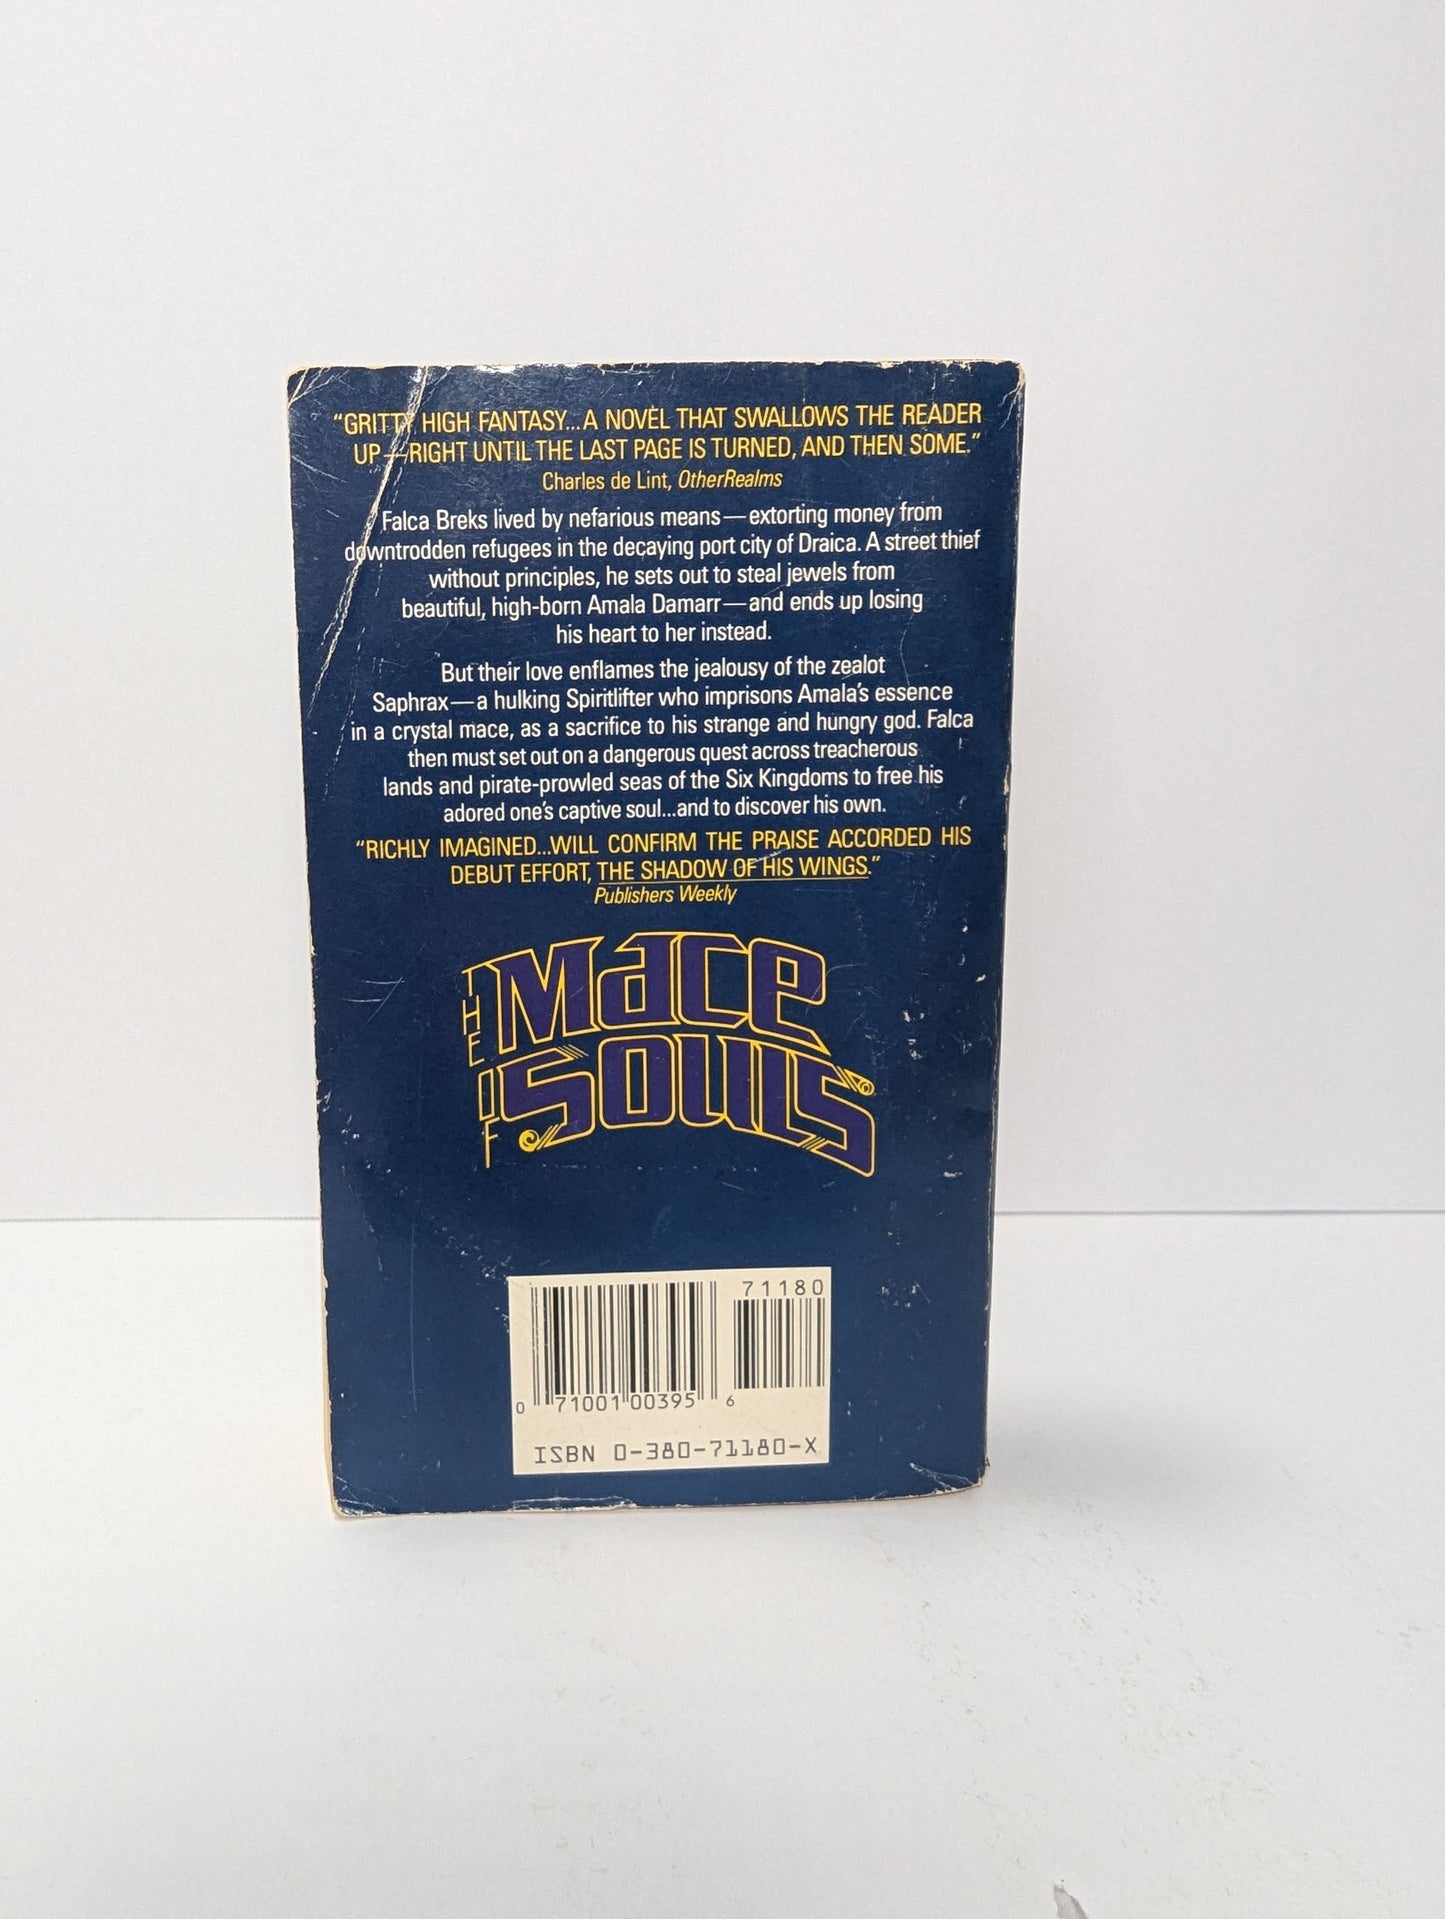 “GRITTY HIGH FANTASY...A NOVEL THAT SWALLOWS THE READER
UP—RIGHT UNTIL THE LAST PAGE IS TURNED, AND THEN SOME.”
Charles de Lint, OtherRealms
Falca Breks lived by nefarious means—extorting money from
downtrodden refugees in the decaying port city of Draica. A street thief
without principles, he sets out to steal jewels from
beautiful, high-born Amala Damarr—and ends up losing
his heart to her instead.
But their love enflames the jealousy of the zealot
Saphrax—a hulking Spiritlifter who imprisons Amala’s essence
in a crystal mace, as a sacrifice to his strange and hungry god. Falca
then must set out on a dangerous quest across treacherous
lands and pirate-prowled seas of the Six Kingdoms to free his
adored one’s captive soul...and to discover his own.
“RICHLY IMAGINED...WILL CONFIRM THE PRAISE ACCORDED HIS
DEBUT EFFORT, THE SHADOW OF HIS WINGS.”
Publishers Weekly
THE MACE
OF SOULS
71180
0 71001 00395 6
ISBN 0-380-71180-X